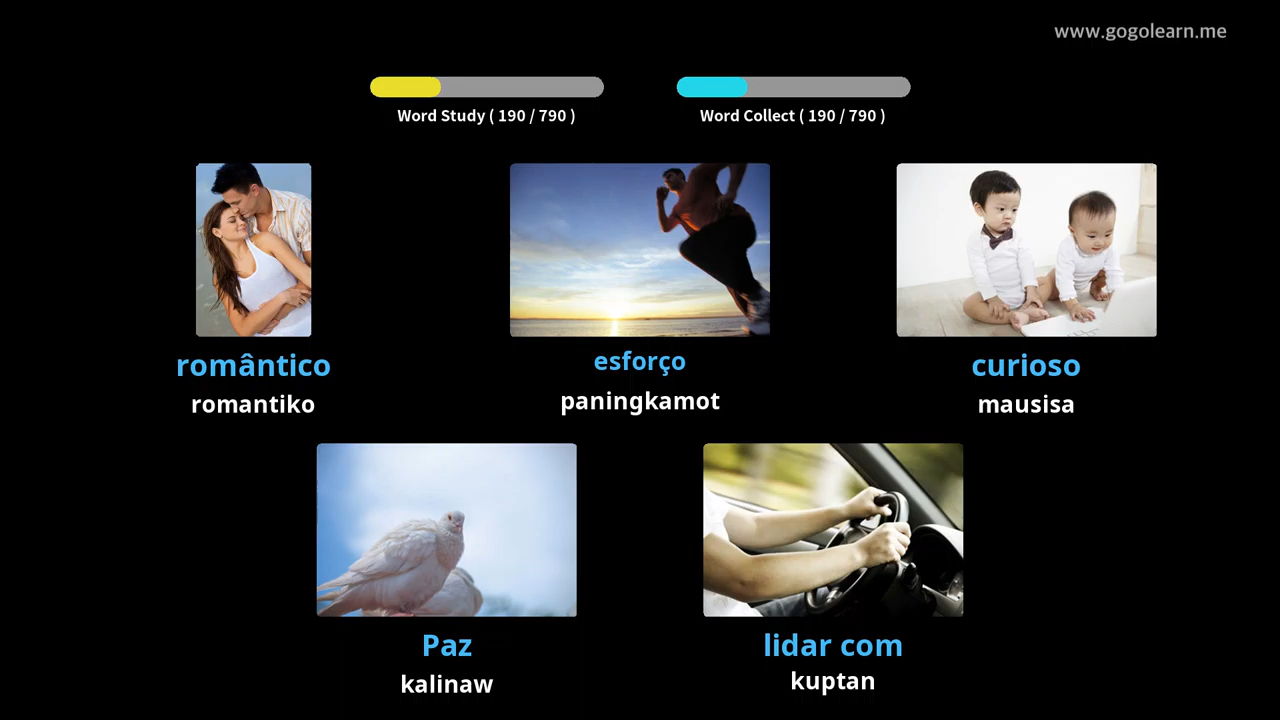 www.gogolearn.me
Word Study ( 190 / 790 )
Word Collect ( 190 / 790 )
romântico
romantiko
esforço
paningkamot
curioso
mausisa
Paz
kalinaw
lidar com
kuptan